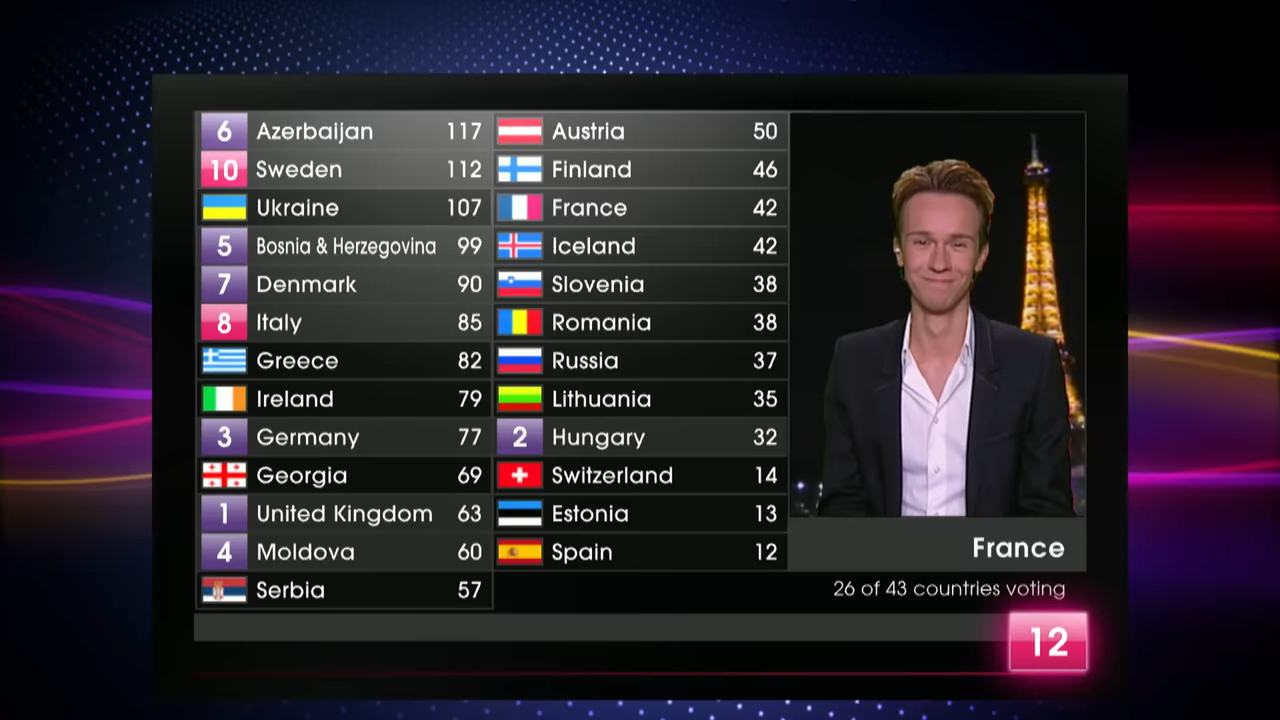 6 Azerbaijan 117
10 Sweden 112
Ukraine 107
5 Bosnia & Herzegovina 99
7 Denmark 90
8 Italy 85
Greece 82
Ireland 79
3 Germany 77
Georgia 69
1 United Kingdom 63
4 Moldova 60
Serbia 57
Austria 50
Finland 46
France 42
Iceland 42
Slovenia 38
Romania 38
Russia 37
Lithuania 35
2 Hungary 32
Switzerland 14
Estonia 13
Spain 12
France
26 of 43 countries voting
12